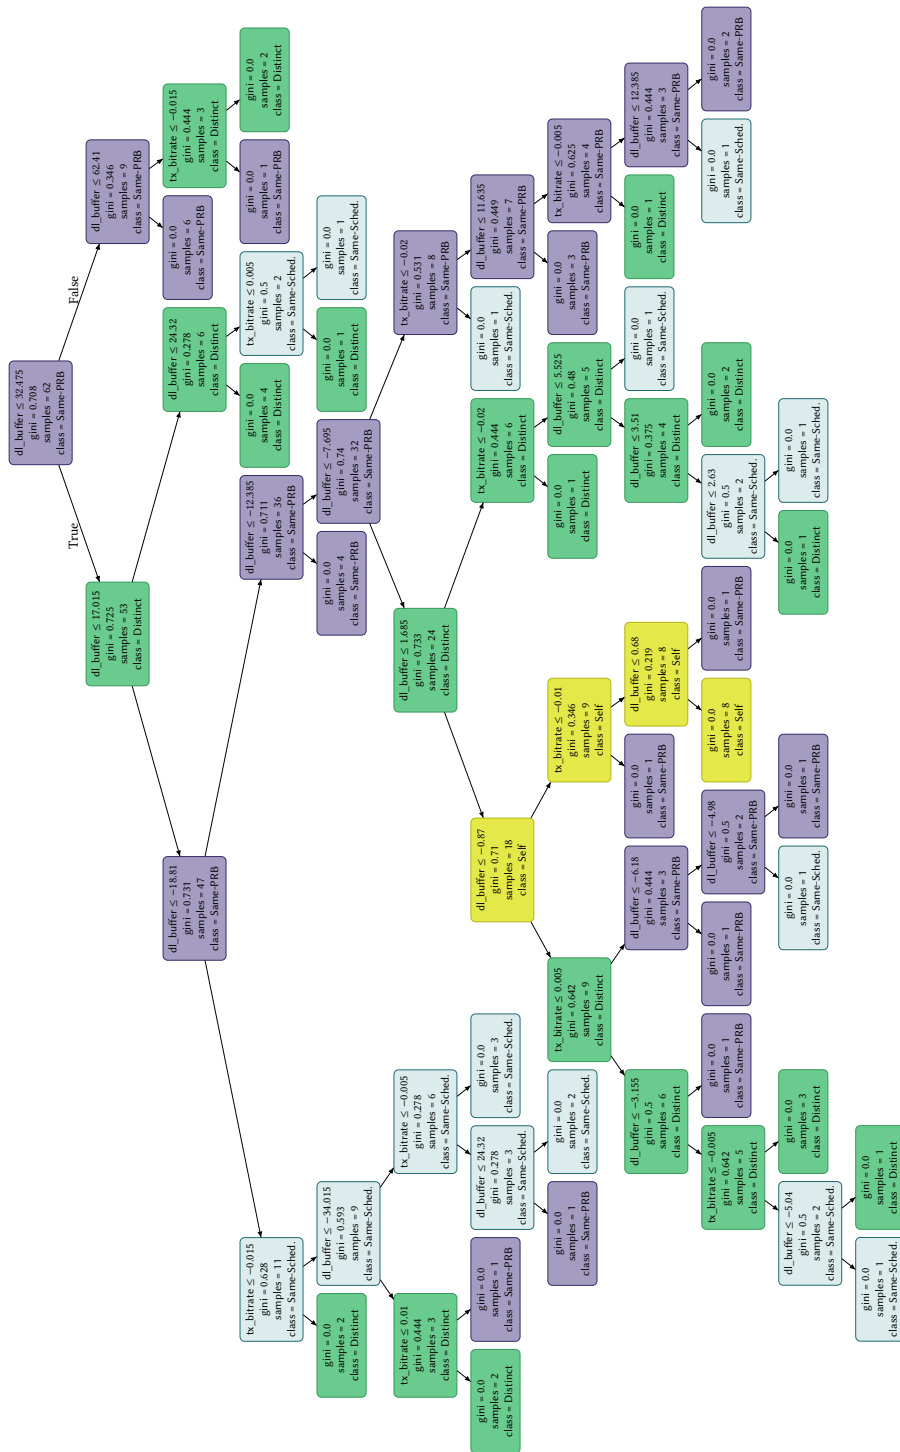 dl_buffer ≤ 32.475
gini = 0.708
samples = 62
class = Same-PRB
True
False
dl_buffer ≤ 17.015
gini = 0.725
samples = 53
class = Distinct
dl_buffer ≤ 62.41
gini = 0.346
samples = 9
class = Same-PRB
dl_buffer ≤ −18.81
gini = 0.731
samples = 47
class = Same-PRB
dl_buffer ≤ 24.32
gini = 0.278
samples = 6
class = Distinct
gini = 0.0
samples = 6
class = Same-PRB
tx_bitrate ≤ −0.015
gini = 0.444
samples = 3
class = Distinct
tx_bitrate ≤ −0.015
gini = 0.628
samples = 11
class = Same-Sched.
dl_buffer ≤ −12.385
gini = 0.711
samples = 36
class = Same-PRB
gini = 0.0
samples = 4
class = Distinct
tx_bitrate ≤ 0.005
gini = 0.5
samples = 2
class = Same-Sched.
gini = 0.0
samples = 1
class = Same-PRB
gini = 0.0
samples = 2
class = Distinct
gini = 0.0
samples = 2
class = Distinct
dl_buffer ≤ −34.015
gini = 0.593
samples = 9
class = Same-Sched.
gini = 0.0
samples = 4
class = Same-PRB
dl_buffer ≤ −7.695
gini = 0.74
samples = 32
class = Same-PRB
gini = 0.0
samples = 1
class = Distinct
gini = 0.0
samples = 1
class = Same-Sched.
tx_bitrate ≤ 0.01
gini = 0.444
samples = 3
class = Distinct
tx_bitrate ≤ −0.005
gini = 0.278
samples = 6
class = Same-Sched.
dl_buffer ≤ 1.685
gini = 0.733
samples = 24
class = Distinct
tx_bitrate ≤ −0.02
gini = 0.531
samples = 8
class = Same-PRB
gini = 0.0
samples = 2
class = Distinct
gini = 0.0
samples = 1
class = Same-PRB
dl_buffer ≤ 24.32
gini = 0.278
samples = 3
class = Same-Sched.
gini = 0.0
samples = 3
class = Same-Sched.
dl_buffer ≤ −0.87
gini = 0.71
samples = 18
class = Self
tx_bitrate ≤ −0.02
gini = 0.444
samples = 6
class = Distinct
gini = 0.0
samples = 1
class = Same-Sched.
dl_buffer ≤ 11.635
gini = 0.449
samples = 7
class = Same-PRB
gini = 0.0
samples = 1
class = Same-PRB
gini = 0.0
samples = 2
class = Same-Sched.
tx_bitrate ≤ 0.005
gini = 0.642
samples = 9
class = Distinct
tx_bitrate ≤ −0.01
gini = 0.346
samples = 9
class = Self
gini = 0.0
samples = 1
class = Distinct
dl_buffer ≤ 5.525
gini = 0.48
samples = 5
class = Distinct
gini = 0.0
samples = 3
class = Same-PRB
tx_bitrate ≤ −0.005
gini = 0.625
samples = 4
class = Same-PRB
dl_buffer ≤ −3.155
gini = 0.5
samples = 6
class = Distinct
dl_buffer ≤ −6.18
gini = 0.444
samples = 3
class = Same-PRB
gini = 0.0
samples = 1
class = Same-PRB
dl_buffer ≤ 0.68
gini = 0.219
samples = 8
class = Self
dl_buffer ≤ 3.51
gini = 0.375
samples = 4
class = Distinct
gini = 0.0
samples = 1
class = Same-Sched.
gini = 0.0
samples = 1
class = Distinct
dl_buffer ≤ 12.385
gini = 0.444
samples = 3
class = Same-PRB
tx_bitrate ≤ −0.005
gini = 0.642
samples = 5
class = Distinct
gini = 0.0
samples = 1
class = Same-PRB
gini = 0.0
samples = 1
class = Same-PRB
dl_buffer ≤ −4.98
gini = 0.5
samples = 2
class = Same-PRB
gini = 0.0
samples = 8
class = Self
gini = 0.0
samples = 1
class = Same-PRB
dl_buffer ≤ 2.63
gini = 0.5
samples = 2
class = Same-Sched.
gini = 0.0
samples = 2
class = Distinct
gini = 0.0
samples = 1
class = Same-Sched.
gini = 0.0
samples = 2
class = Same-PRB
dl_buffer ≤ −5.04
gini = 0.5
samples = 2
class = Same-Sched.
gini = 0.0
samples = 3
class = Distinct
gini = 0.0
samples = 1
class = Same-Sched.
gini = 0.0
samples = 1
class = Same-PRB
gini = 0.0
samples = 1
class = Distinct
gini = 0.0
samples = 1
class = Same-Sched.
gini = 0.0
samples = 1
class = Same-Sched.
gini = 0.0
samples = 1
class = Distinct